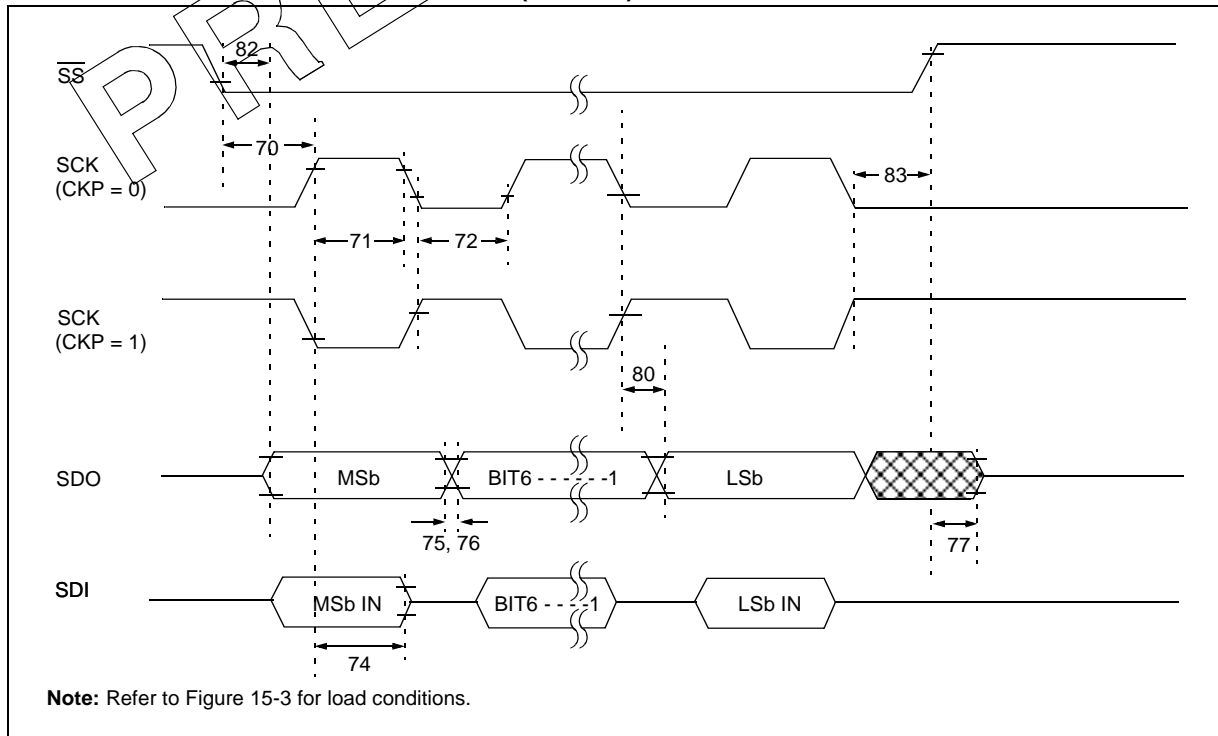 82
SS
70
SCK
(CKP = 0)
83
71
72
SCK
(CKP = 1)
80
SDO
MSb
BIT6 - - - - - -1
LSb
75, 76
77
SDI
MSb IN
BIT6 - - - -1
LSb IN
74
Note: Refer to Figure 15-3 for load conditions.